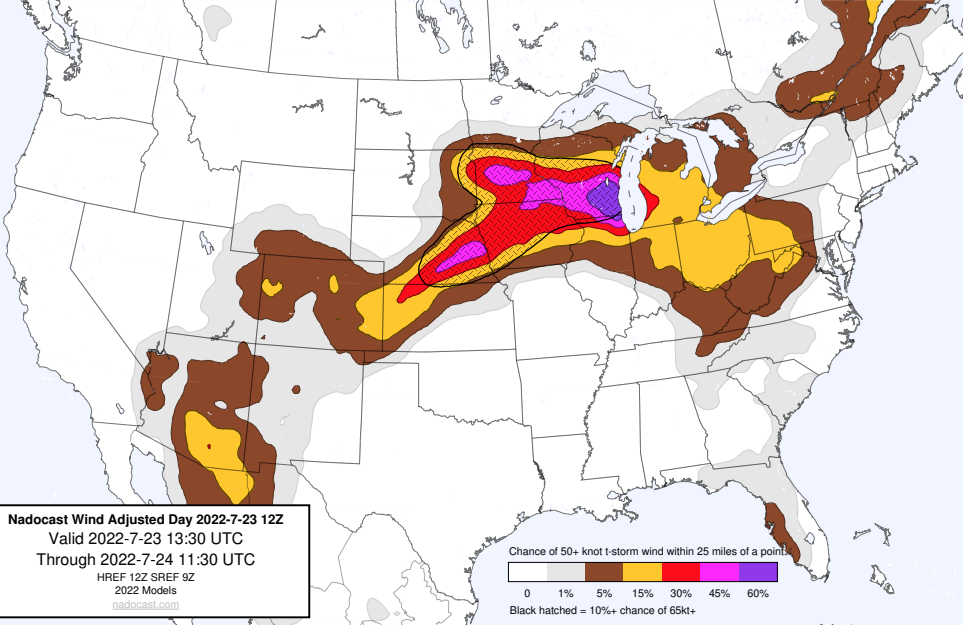 Nadocast Wind Adjusted Day 2022-7-23 12Z
Valid 2022-7-23 13:30 UTC
Through 2022-7-24 11:30 UTC
HREF 12Z SREF 9Z
2022 Models
nadocast.com
Chance of 50+ knot t-storm wind within 25 miles of a point.
0 1% 5% 15% 30% 45% 60%
Black hatched = 10%+ chance of 65kt+